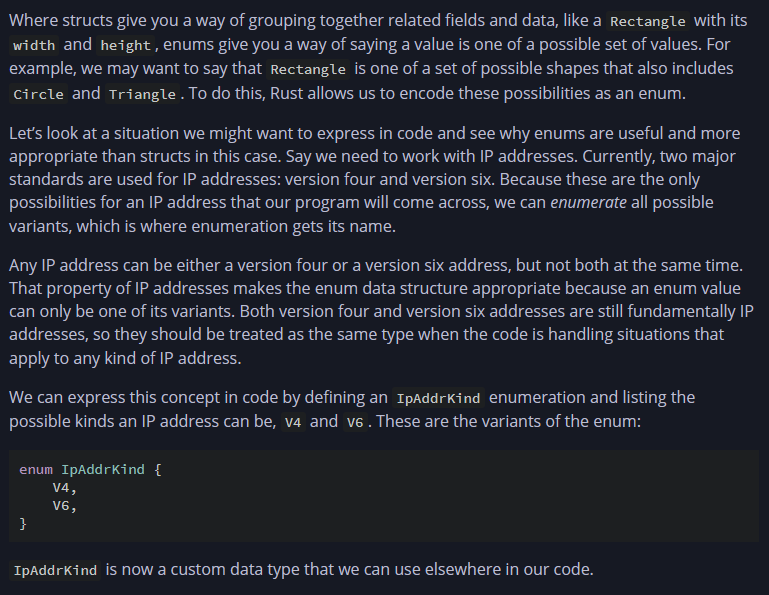 Where structs give you a way of grouping together related fields and data, like a Rectangle with its
width and height, enums give you a way of saying a value is one of a possible set of values. For
example, we may want to say that Rectangle is one of a set of possible shapes that also includes
Circle and Triangle. To do this, Rust allows us to encode these possibilities as an enum.
Let’s look at a situation we might want to express in code and see why enums are useful and more
appropriate than structs in this case. Say we need to work with IP addresses. Currently, two major
standards are used for IP addresses: version four and version six. Because these are the only
possibilities for an IP address that our program will come across, we can enumerate all possible
variants, which is where enumeration gets its name.
Any IP address can be either a version four or a version six address, but not both at the same time.
That property of IP addresses makes the enum data structure appropriate because an enum value
can only be one of its variants. Both version four and version six addresses are still fundamentally IP
addresses, so they should be treated as the same type when the code is handling situations that
apply to any kind of IP address.
We can express this concept in code by defining an IpAddrKind enumeration and listing the
possible kinds an IP address can be, V4 and V6. These are the variants of the enum:
enum IpAddrKind {
    V4,
    V6,
}
IpAddrKind is now a custom data type that we can use elsewhere in our code.